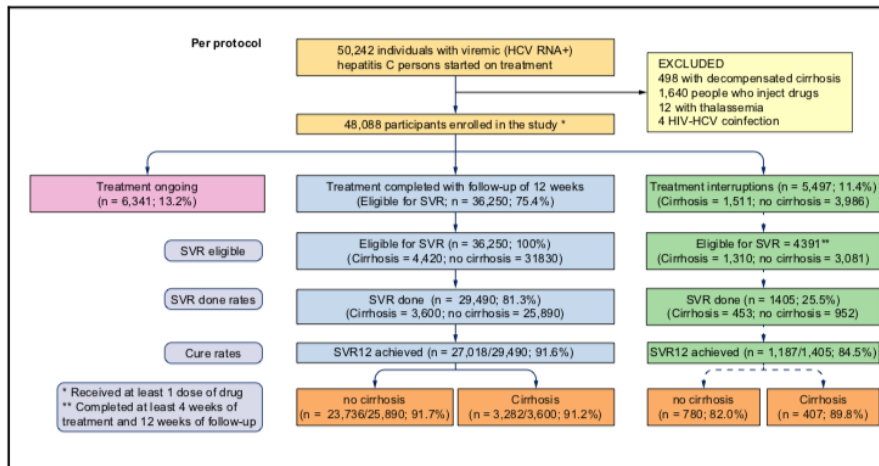 Per protocol
50,242 individuals with viremic (HCV RNA+)
hepatitis C persons started on treatment
EXCLUDED
498 with decompensated cirrhosis
1,640 people who inject drugs
12 with thalassemia
4 HIV-HCV coinfection
48,088 participants enrolled in the study *
Treatment ongoing
(n = 6,341; 13.2%)
Treatment completed with follow-up of 12 weeks
(Eligible for SVR; n = 36,250; 75.4%)
Treatment interruptions (n = 5,497; 11.4%)
(Cirrhosis = 1,511; no cirrhosis = 3,986)
SVR eligible
Eligible for SVR (n = 36,250; 100%)
(Cirrhosis = 4,420; no cirrhosis = 31830)
Eligible for SVR = 4391**
(Cirrhosis = 1,310; no cirrhosis = 3,081)
SVR done rates
SVR done (n = 29,490; 81.3%)
(Cirrhosis = 3,600; no cirrhosis = 25,890)
SVR done (n = 1405; 25.5%)
(Cirrhosis = 453; no cirrhosis = 952)
Cure rates
SVR12 achieved (n = 27,018/29,490; 91.6%)
SVR12 achieved (n = 1,187/1,405; 84.5%)
* Received at least 1 dose of drug
** Completed at least 4 weeks of
treatment and 12 weeks of follow-up
no cirrhosis
(n = 23,736/25,890; 91.7%)
Cirrhosis
(n = 3,282/3,600; 91.2%)
no cirrhosis
(n = 780; 82.0%)
Cirrhosis
(n = 407; 89.8%)